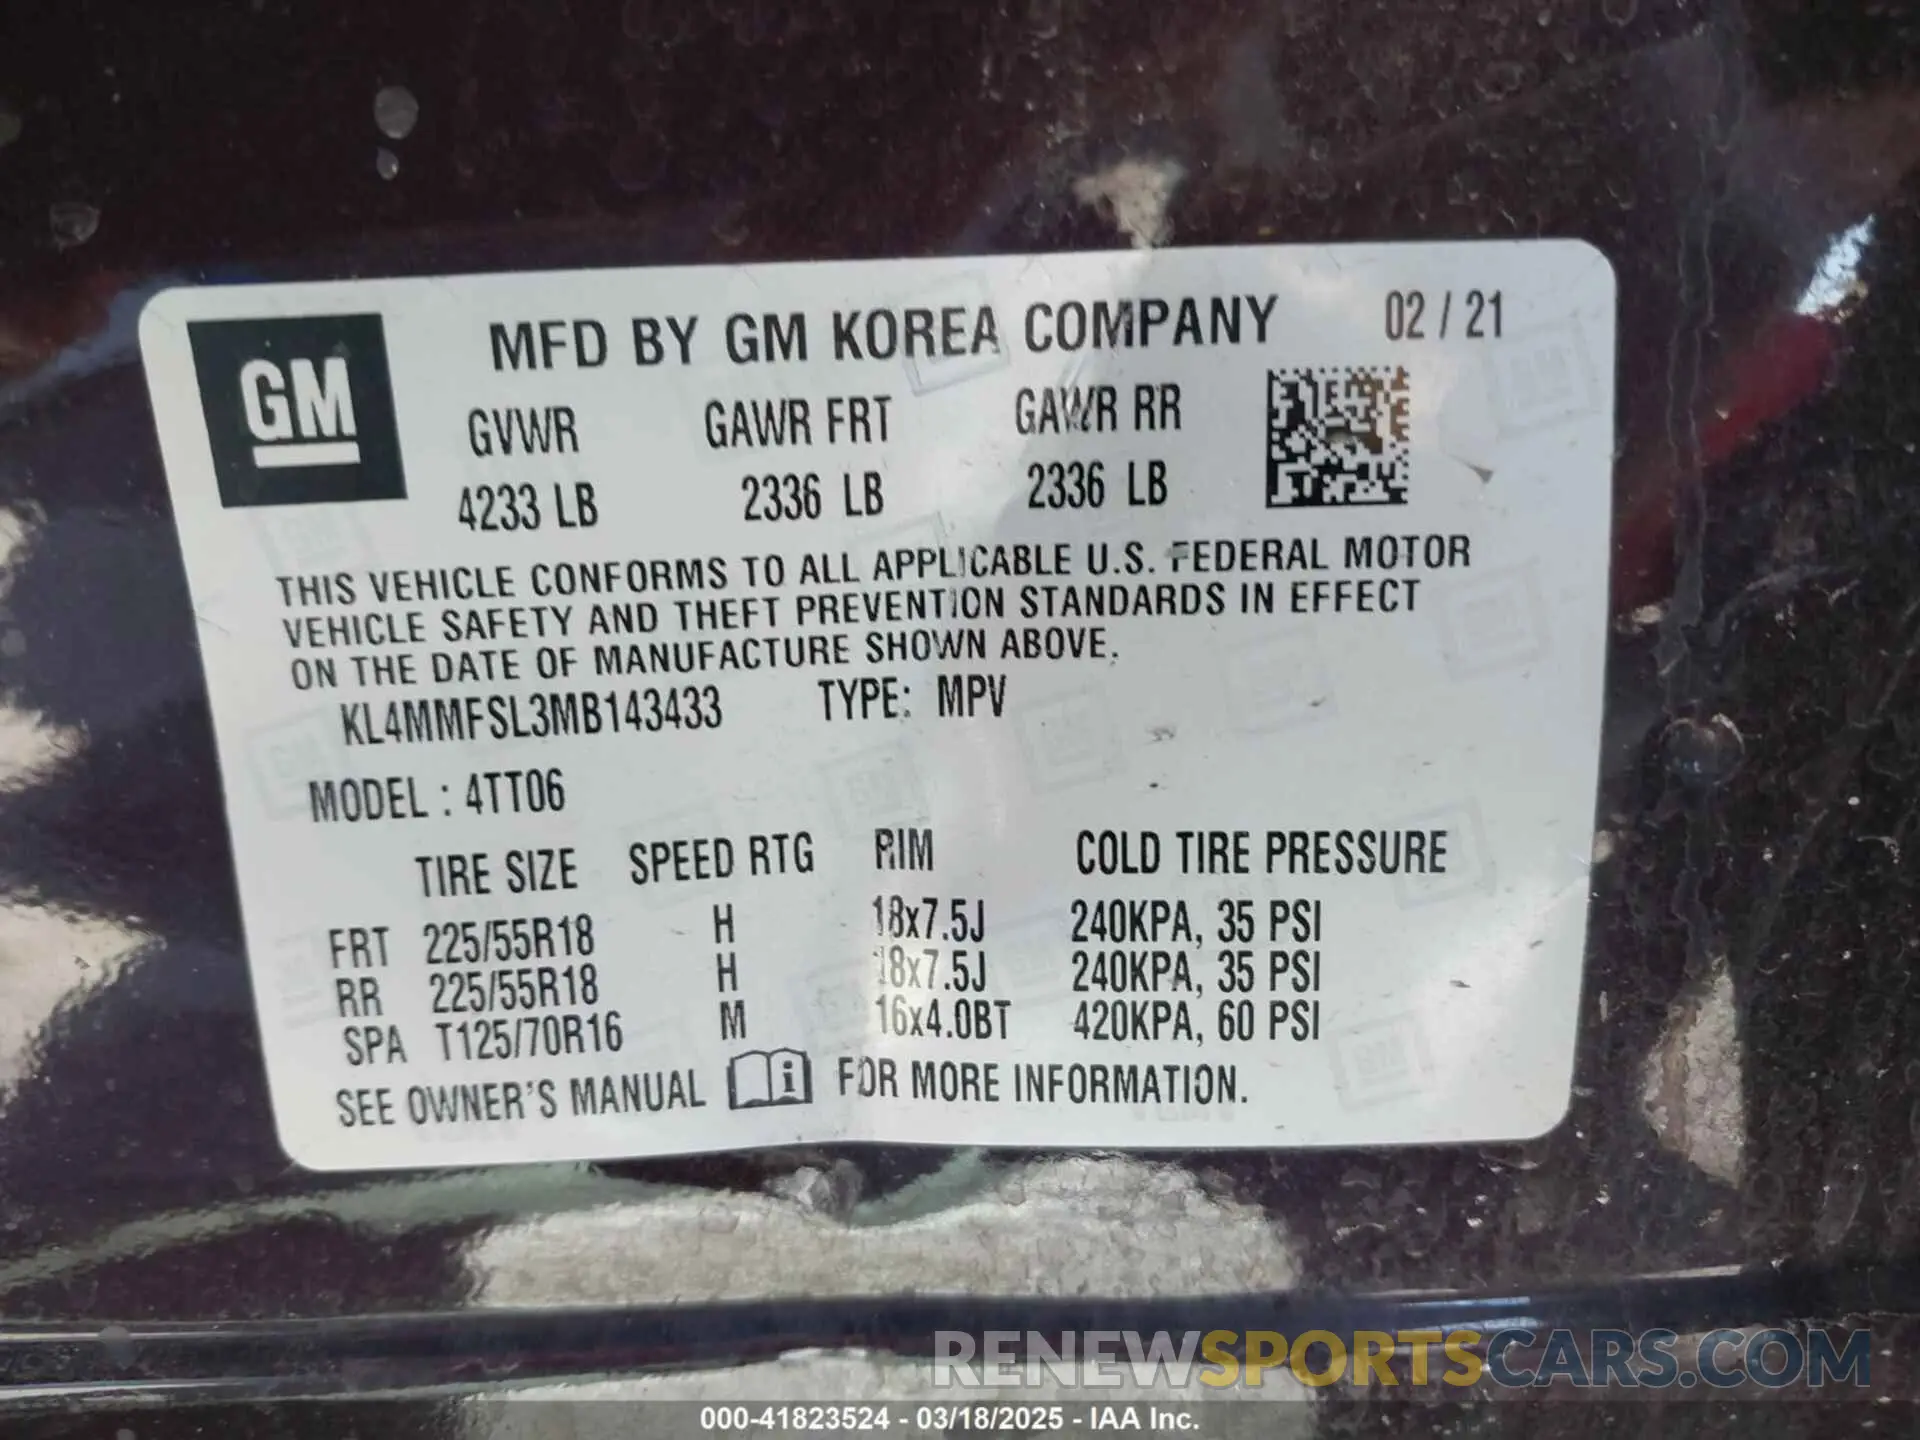 GM
MFD BY GM KOREA COMPANY 02 / 21
GVWR GAWR FRT GAWR RR
4233 LB 2336 LB 2336 LB
THIS VEHICLE CONFORMS TO ALL APPLICABLE U.S. FEDERAL MOTOR
VEHICLE SAFETY AND THEFT PREVENTION STANDARDS IN EFFECT
ON THE DATE OF MANUFACTURE SHOWN ABOVE.
KL4MMFSL3MB143433 TYPE: MPV
MODEL : 4TT06
TIRE SIZE SPEED RTG RIM COLD TIRE PRESSURE
FRT 225/55R18 H 18x7.5J 240KPA, 35 PSI
RR 225/55R18 H 18x7.5J 240KPA, 35 PSI
SPA T125/70R16 M 16x4.0BT 420KPA, 60 PSI
SEE OWNER'S MANUAL i FOR MORE INFORMATION.
RENEWSPORTSCARS.COM
000-41823524 - 03/18/2025 - IAA Inc.